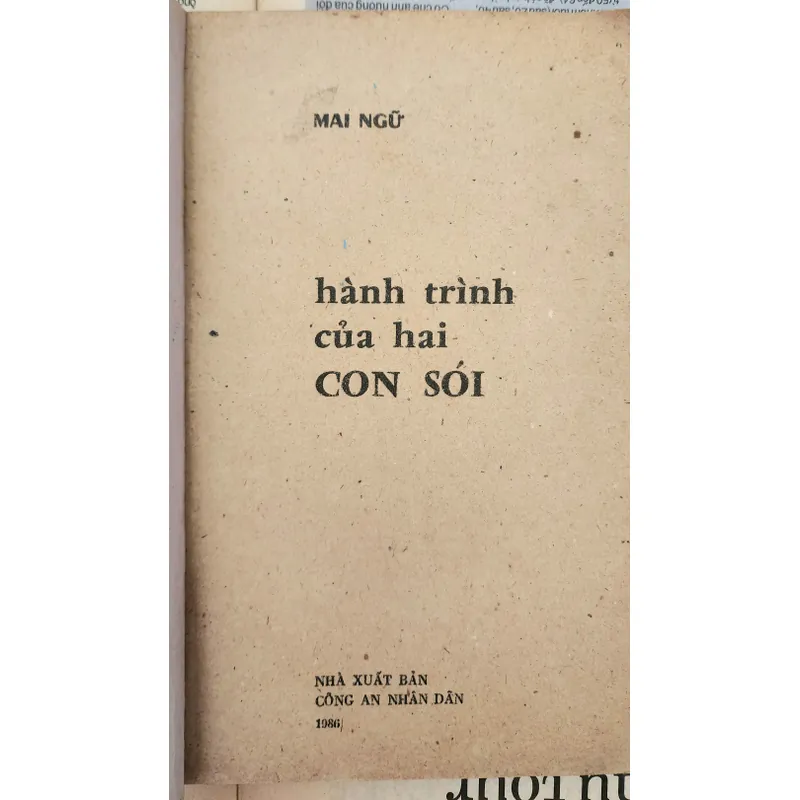 MAI NGỮ
hành trình
của hai
CON SÓI
NHÀ XUẤT BẢN
CÔNG AN NHÂN DÂN
1986